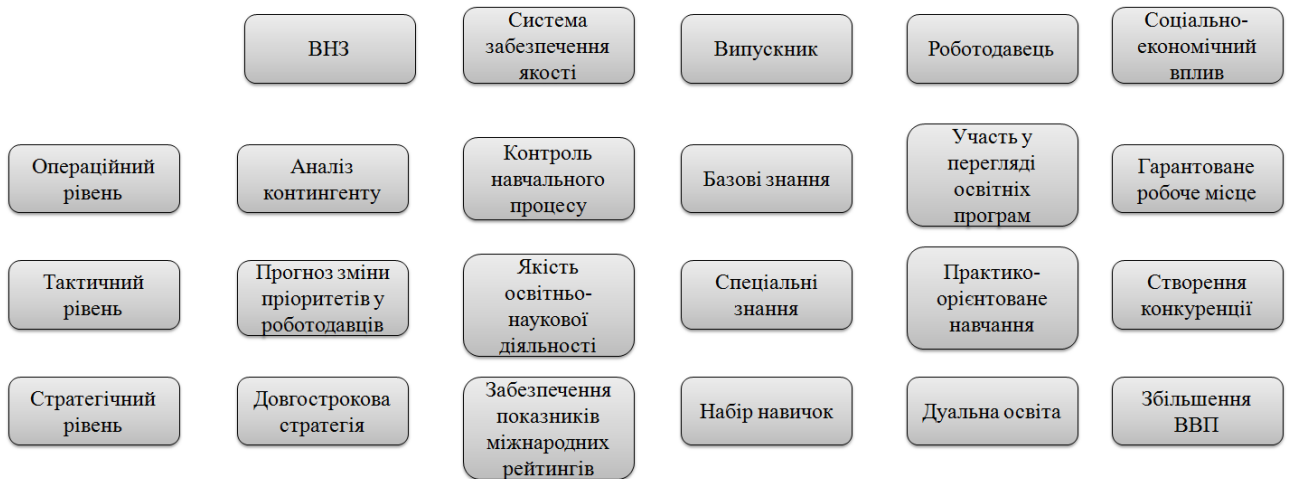 ВНЗ
Система
забезпечення
якості
Випускник
Роботодавець
Соціально-
економічний
вплив
Операційний
рівень
Аналіз
контингенту
Контроль
навчального
процесу
Базові знання
Участь у
перегляді
освітніх
програм
Гарантоване
робоче місце
Тактичний
рівень
Прогноз зміни
пріоритетів у
роботодавців
Якість
освітньо-
наукової
діяльності
Спеціальні
знання
Практико-
орієнтоване
навчання
Створення
конкуренції
Стратегічний
рівень
Довгострокова
стратегія
Забезпечення
показників
міжнародних
рейтингів
Набір навичок
Дуальна освіта
Збільшення
ВВП